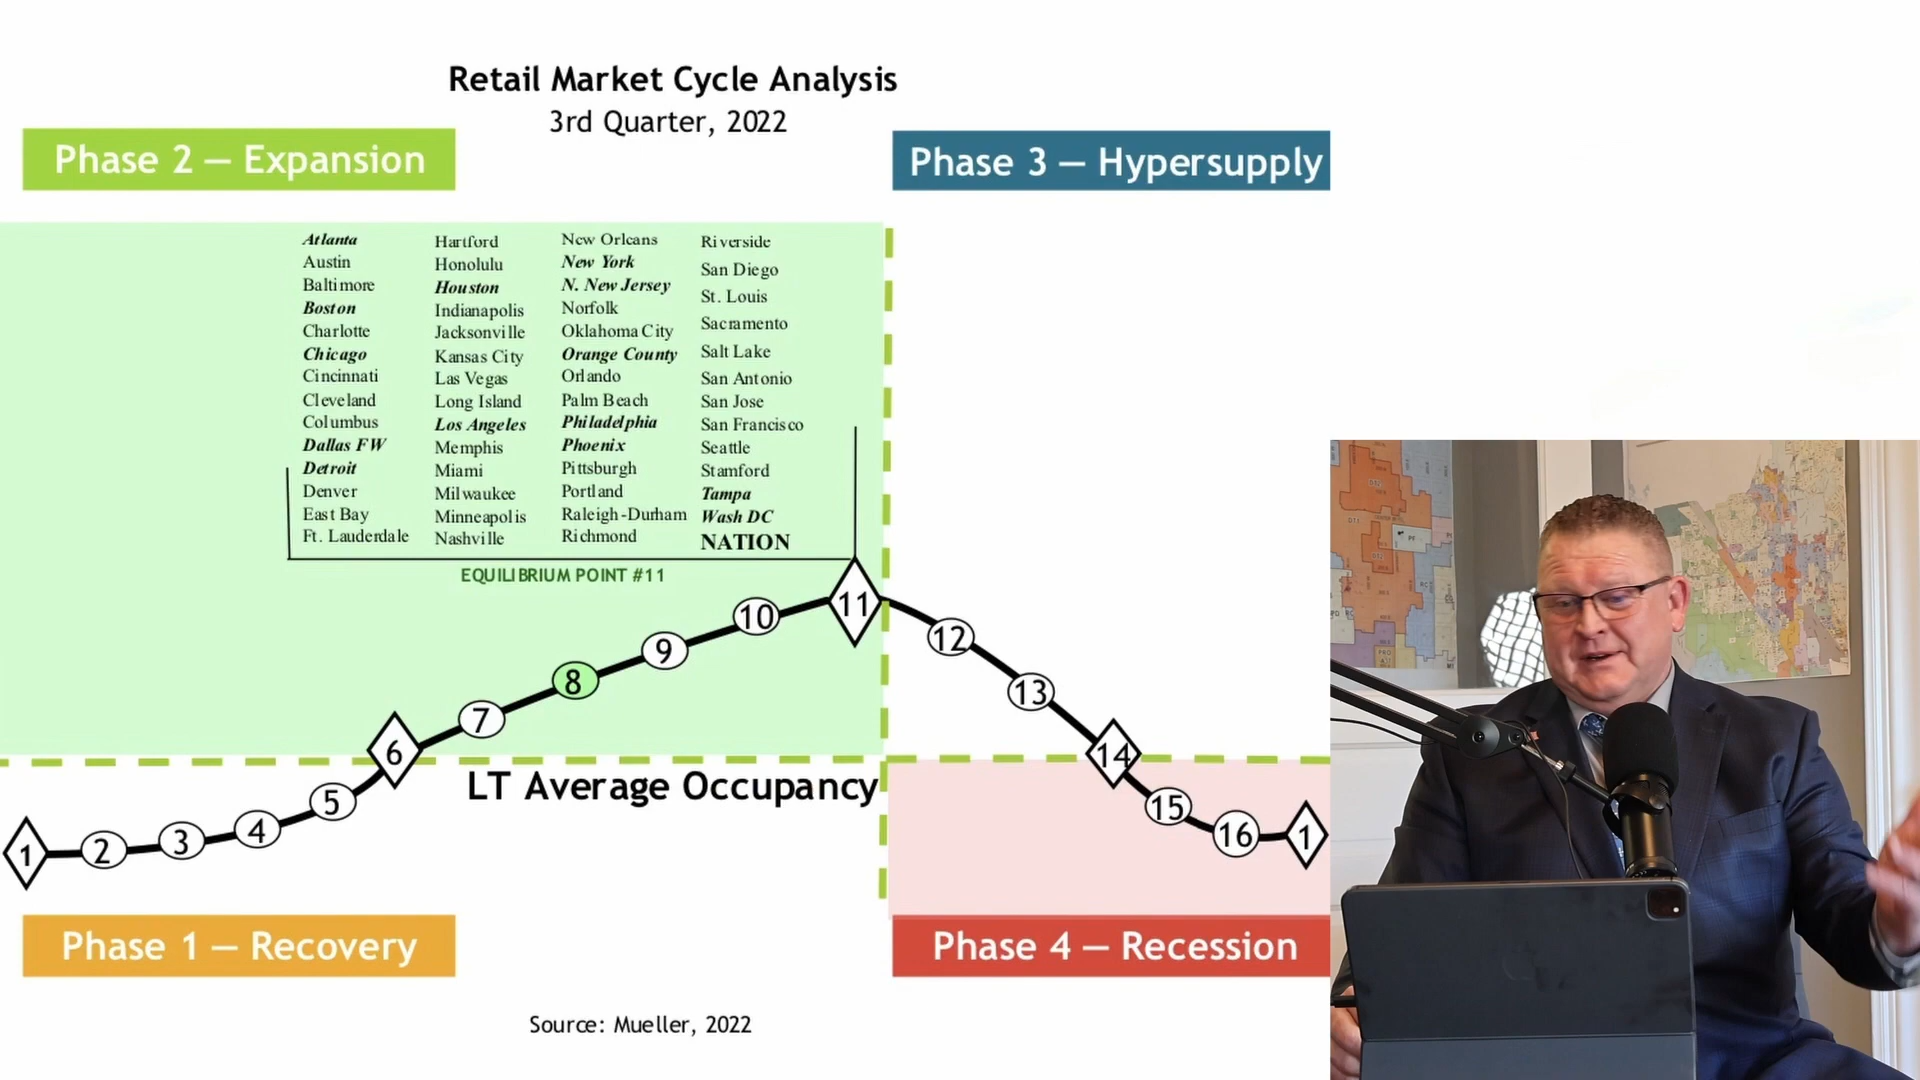 Retail Market Cycle Analysis
3rd Quarter, 2022
Phase 2 — Expansion
Phase 3 — Hypersupply
Atlanta
Austin
Baltimore
Boston
Charlotte
Chicago
Cincinnati
Cleveland
Columbus
Dallas FW
Detroit
Denver
East Bay
Ft. Lauderdale
Hartford
Honolulu
Houston
Indianapolis
Jacksonville
Kansas City
Las Vegas
Long Island
Los Angeles
Memphis
Miami
Milwaukee
Minneapolis
Nashville
New Orleans
New York
N. New Jersey
Norfolk
Oklahoma City
Orange County
Orlando
Palm Beach
Philadelphia
Phoenix
Pittsburgh
Portland
Raleigh-Durham
Richmond
Riverside
San Diego
St. Louis
Sacramento
Salt Lake
San Antonio
San Jose
San Francisco
Seattle
Stamford
Tampa
Wash DC
NATION
EQUILIBRIUM POINT #11
1
2
3
4
5
6
7
8
9
10
11
12
13
14
15
16
1
LT Average Occupancy
Phase 1 — Recovery
Phase 4 — Recession
Source: Mueller, 2022